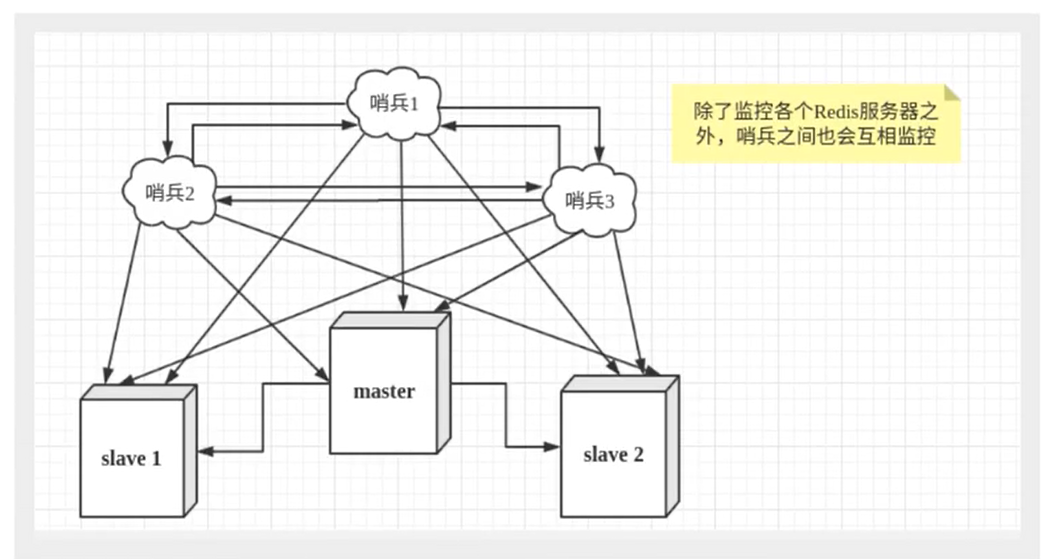 哨兵1
除了监控各个Redis服务器之
外，哨兵之间也会互相监控
哨兵2
哨兵3
master
slave 1
slave 2